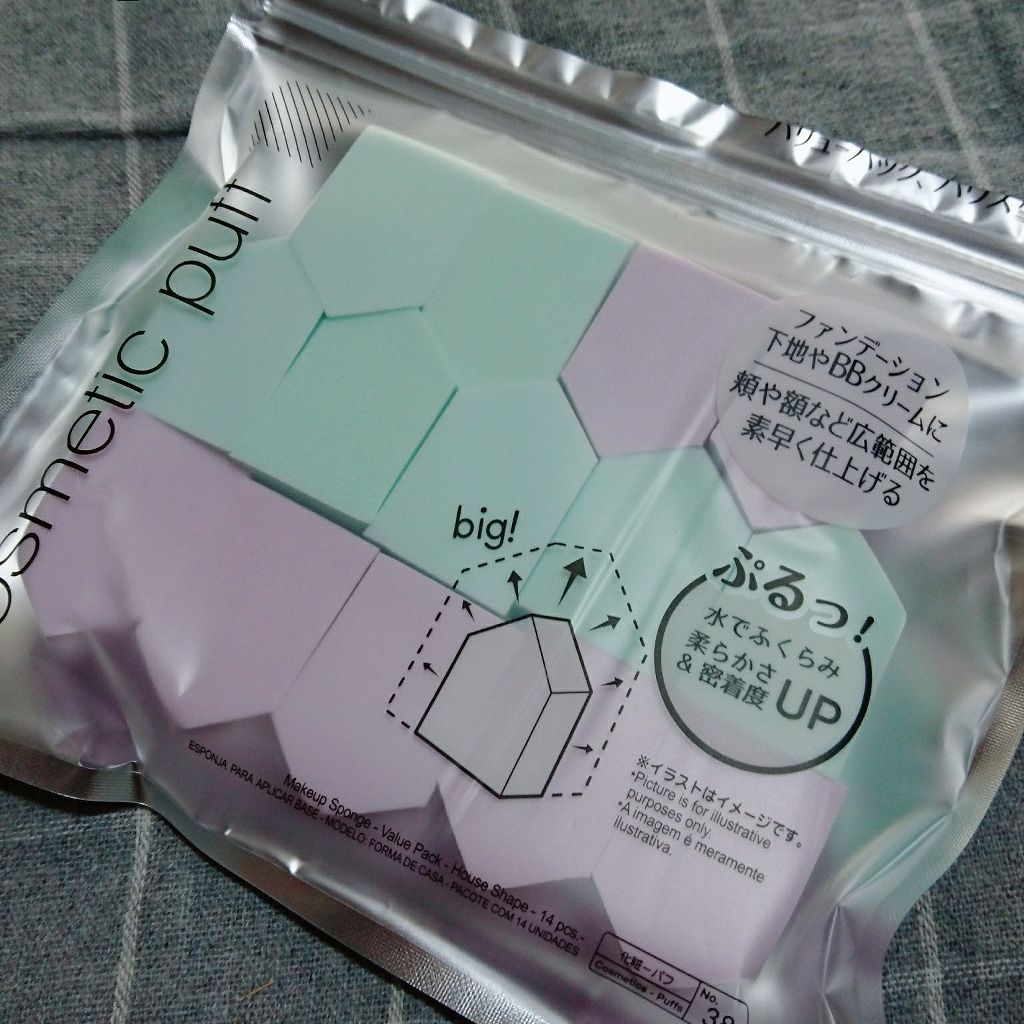 バリューパック、ハウス
cosmetic puff
ファンデーション
下地やBBクリームに
頬や額など広範囲を
素早く仕上げる
big!
ぷるっ!
水でふくらみ
柔らかさ
&密着度 UP
※イラストはイメージです。
*Picture is for illustrative
purposes only.
*A imagem é meramente
illustrativa.
Makeup Sponge - Value Pack - House Shape - 14 pcs.-
ESPONJA PARA APLICAR BASE - MODELO: FORMA DE CASA - PACOTE COM 14 UNIDADES
化粧ーパフ
Cosmetics - Puffs
No.
38